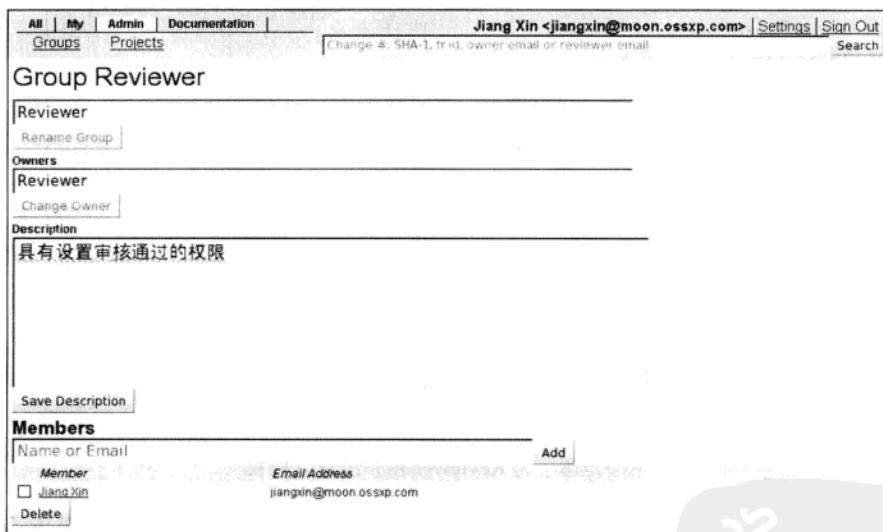 All | My | Admin | Documentation |
Jiang Xin <jiangxin@moon.ossxp.com> | Settings | Sign Out
Groups Projects
Change #, SHA-1, tr:id, owner email or reviewer email
Search
Group Reviewer
Reviewer
Rename Group
Owners
Reviewer
Change Owner
Description
具有设置审核通过的权限
Save Description
Members
Name or Email
Add
Member Email Address
Jiang Xin jiangxin@moon.ossxp.com
Delete